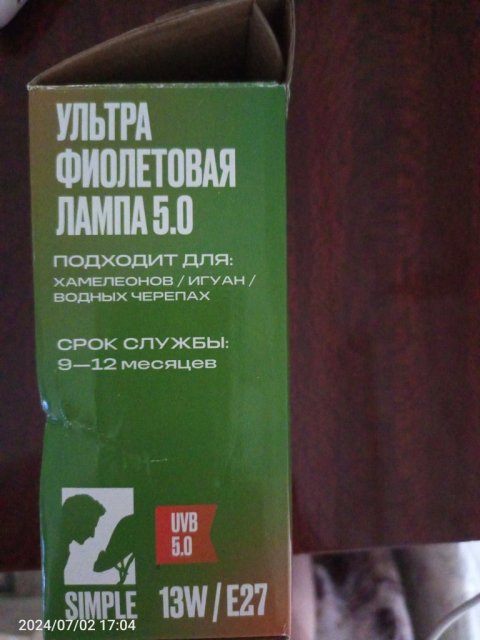 УЛЬТРА
ФИОЛЕТОВАЯ
ЛАМПА 5.0
ПОДХОДИТ ДЛЯ:
ХАМЕЛЕОНОВ / ИГУАН /
ВОДНЫХ ЧЕРЕПАХ
СРОК СЛУЖБЫ:
9—12 месяцев
UVB
5.0
Z
SIMPLE
13W / E27
2024/07/02 17:04